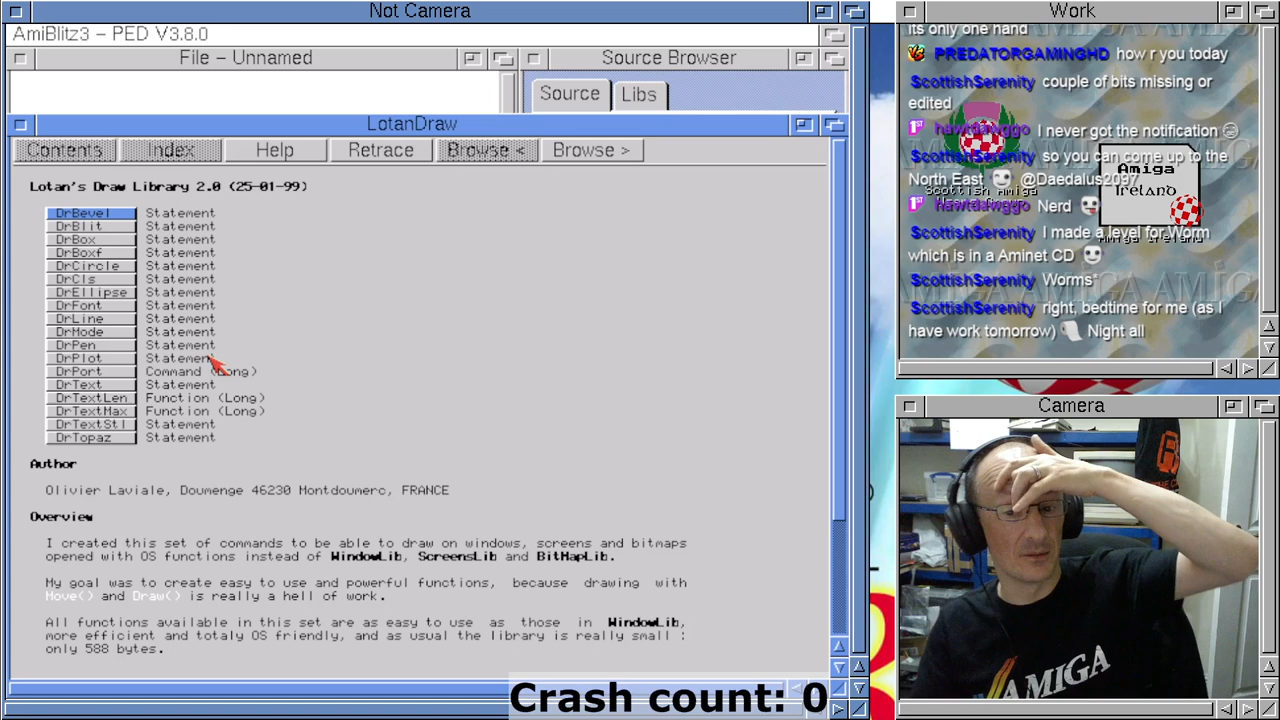 Not Camera
AmiBlitz3 – PED V3.8.0
File – Unnamed
Source Browser
Source
Libs
LotanDraw
Contents
Index
Help
Retrace
Browse <
Browse >
Lotan's Draw Library 2.0 (25-01-99)
DrBevel Statement
DrBlit Statement
DrBox Statement
DrBoxf Statement
DrCircle Statement
DrCls Statement
DrEllipse Statement
DrFont Statement
DrLine Statement
DrMode Statement
DrPen Statement
DrPlot Statement
DrPort Command (Long)
DrText Statement
DrTextLen Function (Long)
DrTextMax Function (Long)
DrTextStl Statement
DrTopaz Statement
Author
Olivier Laviale, Doumenge 46230 Montdoumerc, FRANCE
Overview
I created this set of commands to be able to draw on windows, screens and bitmaps
opened with OS functions instead of WindowLib, ScreensLib and BitMapLib.
My goal was to create easy to use and powerful functions, because drawing with
Move() and Draw() is really a hell of work.
All functions available in this set are as easy to use as those in WindowLib,
more efficient and totaly OS friendly, and as usual the library is really small :
only 588 bytes.
Crash count: 0
Work
its only one hand
PREDATORGAMINGHD how r you today
ScottishSerenity couple of bits missing or
edited
hawtdawggo I never got the notification
ScottishSerenity so you can come up to the
North East @Daedalus2097
hawtdawggo Nerd
ScottishSerenity I made a level for Worm
which is in a Aminet CD
ScottishSerenity Worms*
ScottishSerenity right, bedtime for me (as I
have work tomorrow) Night all
Scottish Amiga
Amiga
Ireland
Amiga Ireland
Camera
AMIGA